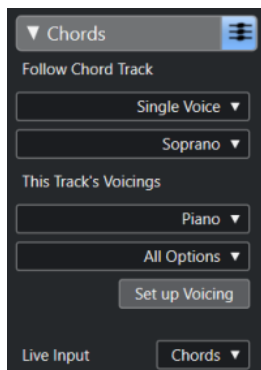 Chords
Follow Chord Track
Single Voice
Soprano
This Track's Voicings
Piano
All Options
Set up Voicing
Live Input Chords